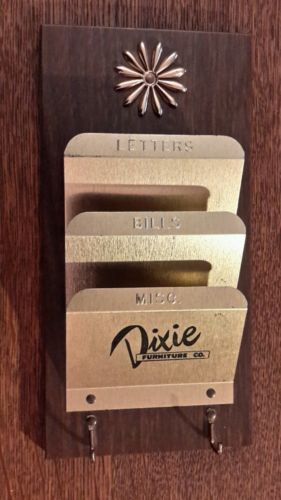 LETTERS
BILLS
MISC.
Dixie
FURNITURE CO.